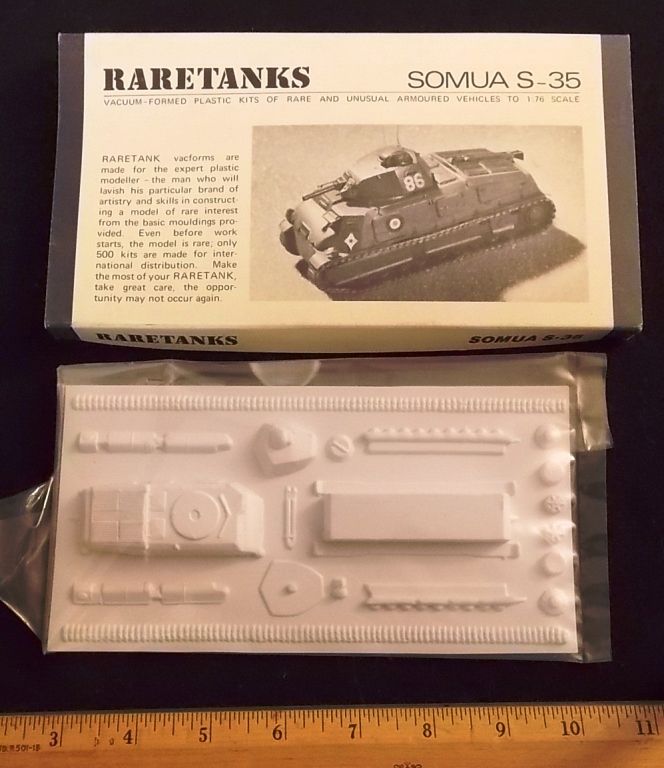 RARETANKS SOMUA S-35
VACUUM-FORMED PLASTIC KITS OF RARE AND UNUSUAL ARMOURED VEHICLES TO 1:76 SCALE
RARETANK vacforms are
made for the expert plastic
modeller - the man who will
lavish his particular brand of
artistry and skills in construct-
ing a model of rare interest
from the basic mouldings pro-
vided. Even before work
starts, the model is rare; only
500 kits are made for inter-
national distribution. Make
the most of your RARETANK,
take great care, the oppor-
tunity may not occur again.
86
RARETANKS SOMUA S-35
3 4 5 6 7 8 9 10 11